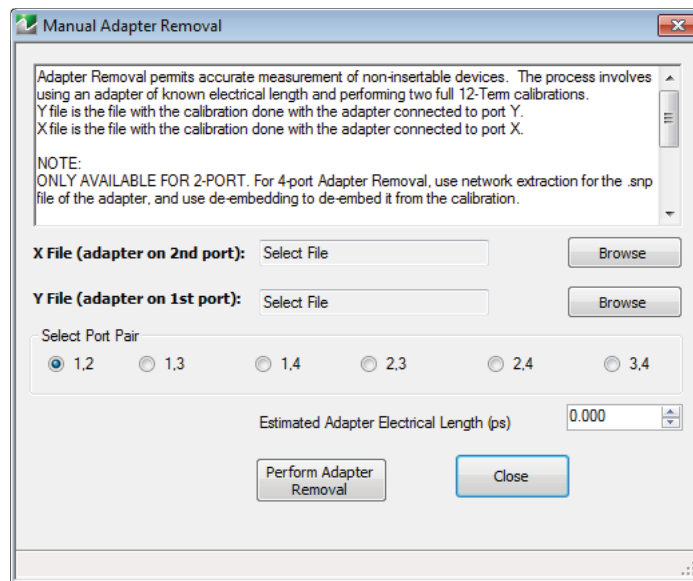 Manual Adapter Removal
Adapter Removal permits accurate measurement of non-insertable devices.  The process involves
using an adapter of known electrical length and performing two full 12-Term calibrations.
Y file is the file with the calibration done with the adapter connected to port Y.
X file is the file with the calibration done with the adapter connected to port X.
NOTE:
ONLY AVAILABLE FOR 2-PORT. For 4-port Adapter Removal, use network extraction for the .snp
file of the adapter, and use de-embedding to de-embed it from the calibration.
X File (adapter on 2nd port): Select File Browse
Y File (adapter on 1st port): Select File Browse
Select Port Pair
1,2 1,3 1,4 2,3 2,4 3,4
Estimated Adapter Electrical Length (ps) 0.000
Perform Adapter
Removal
Close